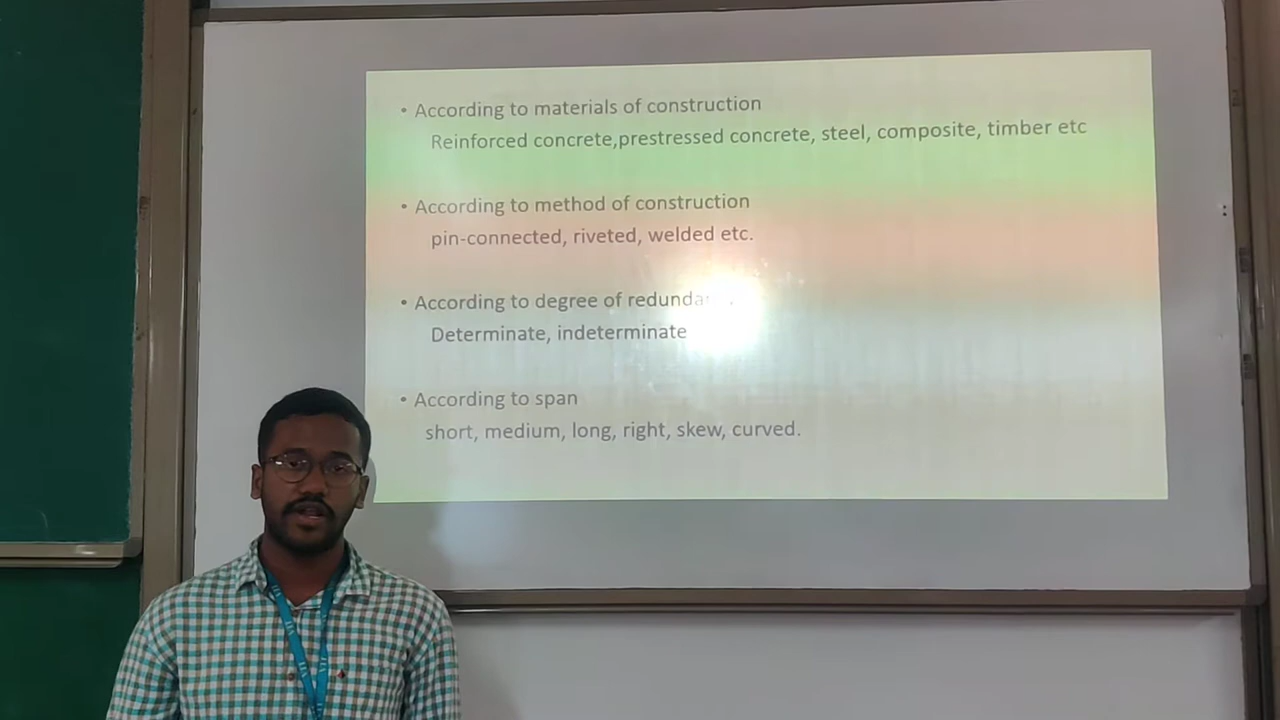 • According to materials of construction
Reinforced concrete,prestressed concrete, steel, composite, timber etc
• According to method of construction
pin-connected, riveted, welded etc.
• According to degree of
Determinate, indeterminate
• According to span
short, medium, long, right, skew, curved.